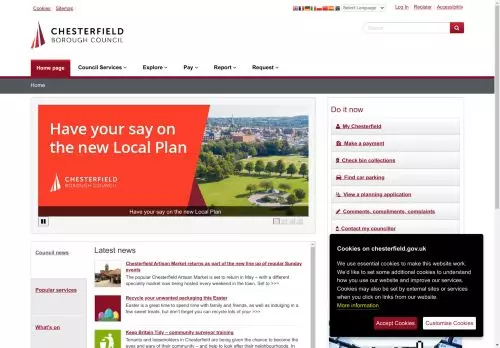 Cookies Sitemap
Select Language
Log In Register Accessibility
CHESTERFIELD
BOROUGH COUNCIL
Search
Home page Council Services Explore Pay Report Request
Home
Have your say on
the new Local Plan
CHESTERFIELD
BOROUGH COUNCIL
Have your say on the new Local Plan
Do it now
My Chesterfield
Make a payment
Check bin collections
Find car parking
View a planning application
Comments, compliments, complaints
Contact my councillor
Council news
Popular services
What's on
Latest news
Chesterfield Artisan Market returns as part of the new line up of regular Sunday
events
The popular Chesterfield Artisan Market is set to return in May – with a different
speciality market now being hosted every weekend in the town. Set to >>>
Recycle your unwanted packaging this Easter
Easter is a great time to spend time with family and friends, as well as indulging in a
few sweet treats, but don't forget you can recycle lots of your >>>
Keep Britain Tidy – community surveyor training
Tenants and leaseholders in Chesterfield are being given the chance to become the
eyes and ears of their community – and help to look after their neighbourhoods. In
Cookies on chesterfield.gov.uk
We use essential cookies to make this website work.
We'd like to set some additional cookies to understand
how you use our website and improve our services.
Cookies may also be set by external sites or services
when you click on links from our website.
More information
Accept Cookies Customise Cookies